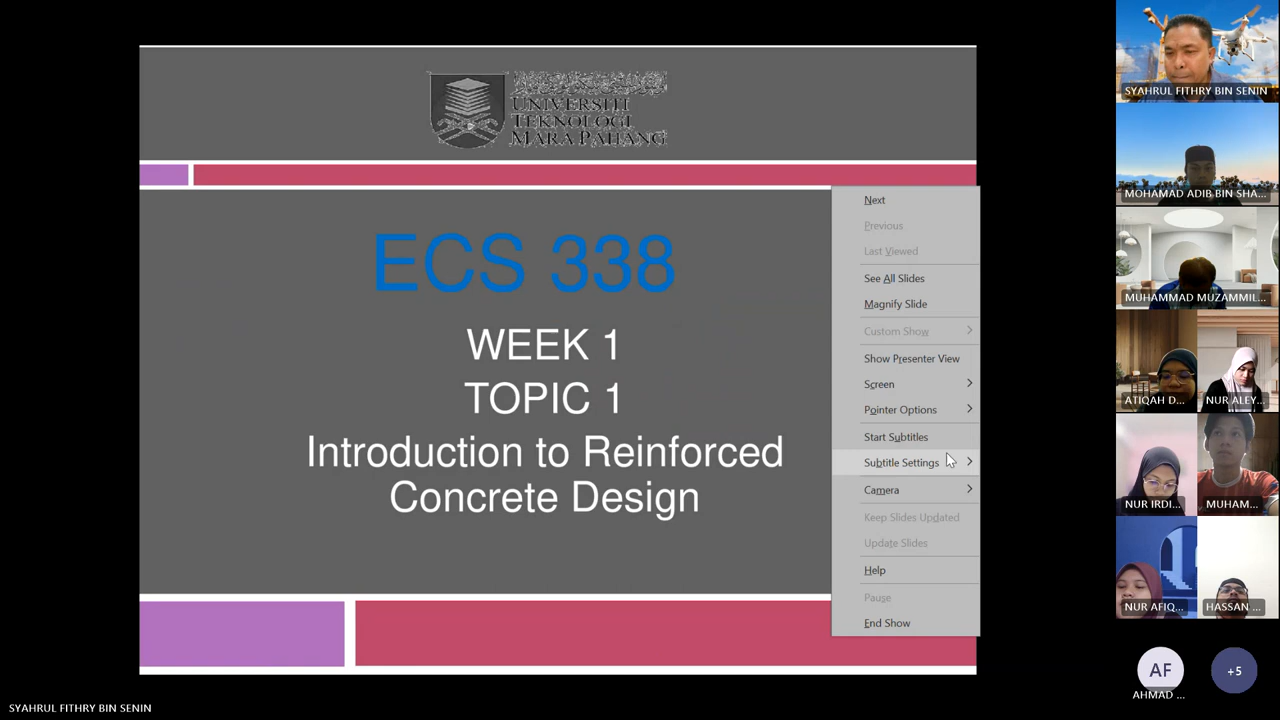 UNIVERSITI
TEKNOLOGI
MARA PAHANG
ECS 338
WEEK 1
TOPIC 1
Introduction to Reinforced
Concrete Design
Next
Previous
Last Viewed
See All Slides
Magnify Slide
Custom Show
Show Presenter View
Screen
Pointer Options
Start Subtitles
Subtitle Settings
Camera
Keep Slides Updated
Update Slides
Help
Pause
End Show
SYAHRUL FITHRY BIN SENIN
MOHAMAD ADIB BIN SHA...
MUHAMMAD MUZAMMIL...
ATIQAH D...
NUR ALEY...
NUR IRDI...
MUHAM...
NUR AFIQ...
HASSAN ...
AF
+5
AHMAD ...
SYAHRUL FITHRY BIN SENIN